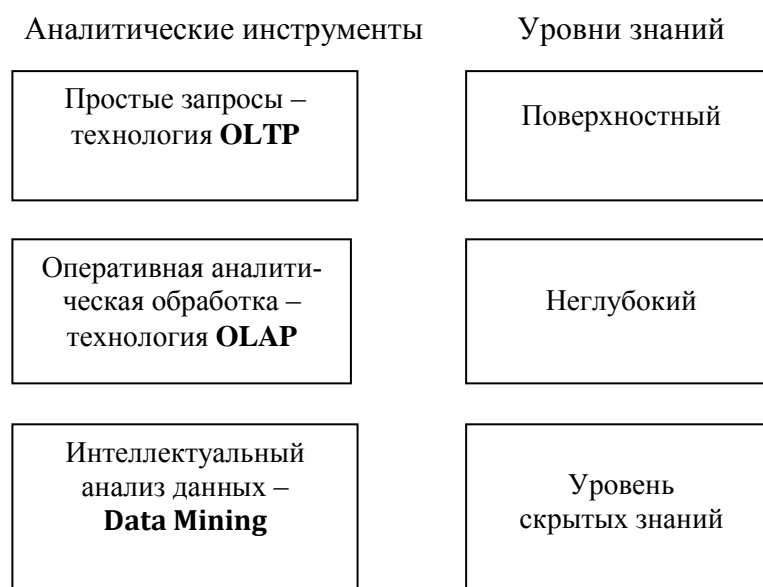 Аналитические инструменты Уровни знаний
Простые запросы –
технология OLTP
Поверхностный
Оперативная аналити-
ческая обработка –
технология OLAP
Неглубокий
Интеллектуальный
анализ данных –
Data Mining
Уровень
скрытых знаний